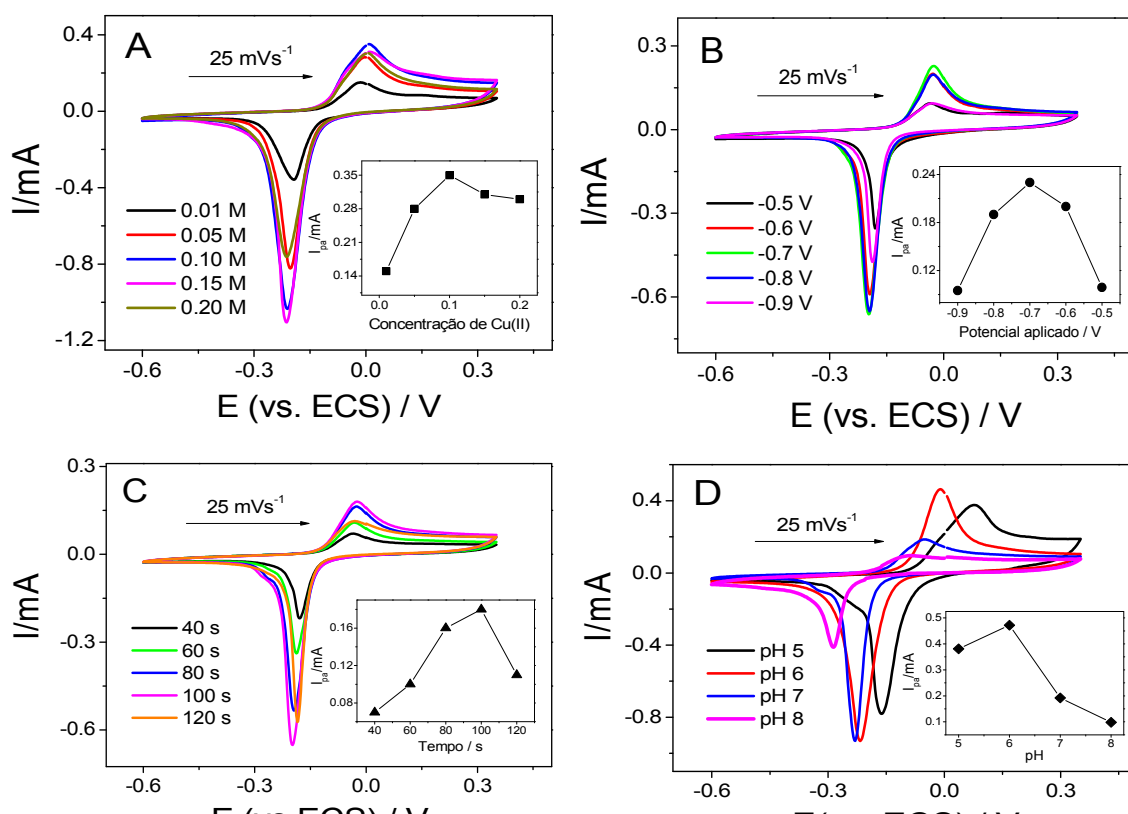 A
25 mVs⁻¹
I/mA
0.4
0.0
-0.4
-0.8
-1.2
-0.6
-0.3
0.0
0.3
E (vs. ECS) / V
0.01 M
0.05 M
0.10 M
0.15 M
0.20 M
Ipa/mA
0.35
0.28
0.21
0.14
0.0
0.1
0.2
Concentração de Cu(II)
B
25 mVs⁻¹
I/mA
0.3
0.0
-0.3
-0.6
-0.6
-0.3
0.0
0.3
E (vs. ECS) / V
-0.5 V
-0.6 V
-0.7 V
-0.8 V
-0.9 V
Ipa/mA
0.24
0.18
0.12
-0.9
-0.8
-0.7
-0.6
-0.5
Potencial aplicado / V
C
25 mVs⁻¹
I/mA
0.3
0.0
-0.3
-0.6
-0.6
-0.3
0.0
0.3
E (vs ECS) / V
40 s
60 s
80 s
100 s
120 s
Ipa/mA
0.16
0.12
0.08
40
60
80
100
120
Tempo / s
D
25 mVs⁻¹
I/mA
0.4
0.0
-0.4
-0.8
-0.6
-0.3
0.0
0.3
pH 5
pH 6
pH 7
pH 8
Ipa/mA
0.5
0.4
0.3
0.2
0.1
5
6
7
8
pH